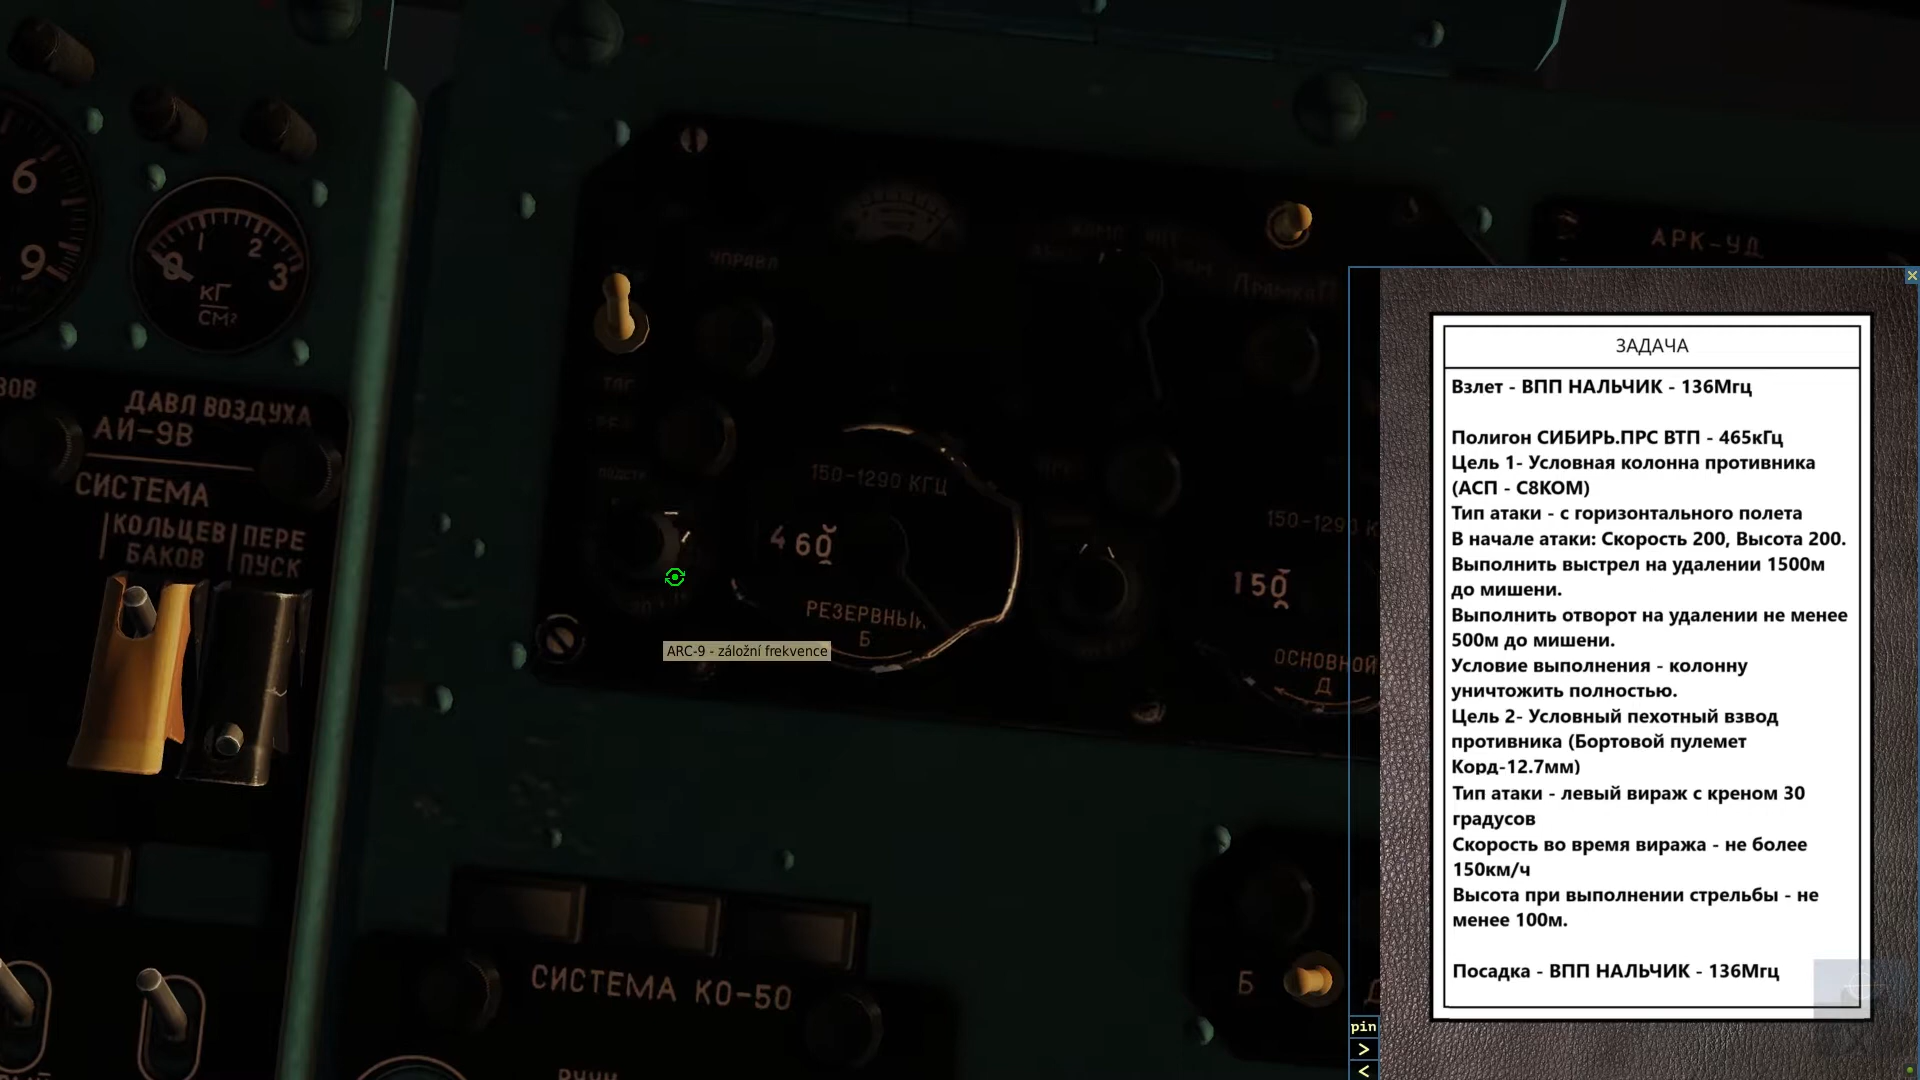 6
9
1
2
0
3
КГ
СМ²
ДАВЛ ВОЗДУХА
АИ-9В
СИСТЕМА
КОЛЬЦЕВ
БАКОВ
ПЕРЕ
ПУСК
УПРАВЛ
150-1290 КГЦ
460
РЕЗЕРВНЫЙ
Б
150
ОСНОВНОЙ
Д
АРК-УД
ARC-9 - záložní frekvence
СИСТЕМА КО-50
Б
ЗАДАЧА
Взлет - ВПП НАЛЬЧИК - 136Мгц
Полигон СИБИРЬ.ПРС ВТП - 465кГц
Цель 1- Условная колонна противника
(АСП - С8КОМ)
Тип атаки - с горизонтального полета
В начале атаки: Скорость 200, Высота 200.
Выполнить выстрел на удалении 1500м
до мишени.
Выполнить отворот на удалении не менее
500м до мишени.
Условие выполнения - колонну
уничтожить полностью.
Цель 2- Условный пехотный взвод
противника (Бортовой пулемет
Корд-12.7мм)
Тип атаки - левый вираж с креном 30
градусов
Скорость во время виража - не более
150км/ч
Высота при выполнении стрельбы - не
менее 100м.
Посадка - ВПП НАЛЬЧИК - 136Мгц
pin
>
<